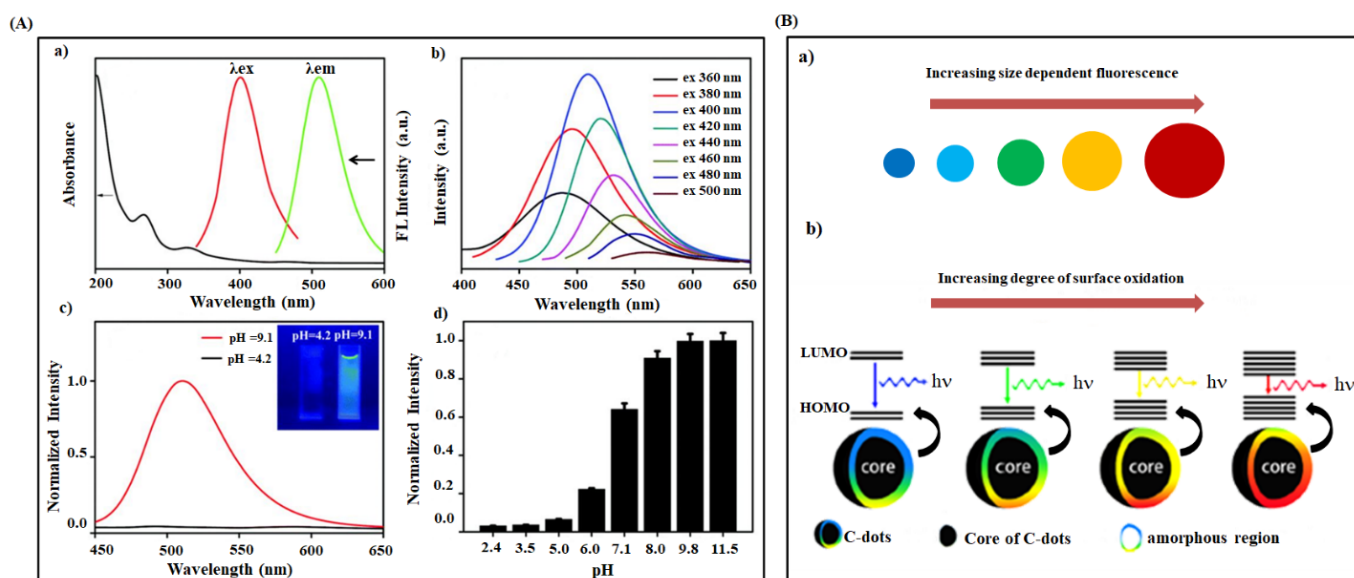 (A)
a)
λex
λem
Absorbance
FL Intensity (a.u.)
200
300
400
500
600
Wavelength (nm)
b)
ex 360 nm
ex 380 nm
ex 400 nm
ex 420 nm
ex 440 nm
ex 460 nm
ex 480 nm
ex 500 nm
Intensity (a.u.)
400
450
500
550
600
650
Wavelength (nm)
c)
pH =9.1
pH =4.2
pH=4.2
pH=9.1
Normalized Intensity
1.0
0.5
0.0
450
500
550
600
650
Wavelength (nm)
d)
Normalized Intensity
1.0
0.8
0.6
0.4
0.2
0.0
2.4
3.5
5.0
6.0
7.1
8.0
9.8
11.5
pH
(B)
a)
Increasing size dependent fluorescence
b)
Increasing degree of surface oxidation
LUMO
hν
hν
hν
hν
HOMO
core
core
core
core
C-dots
Core of C-dots
amorphous region